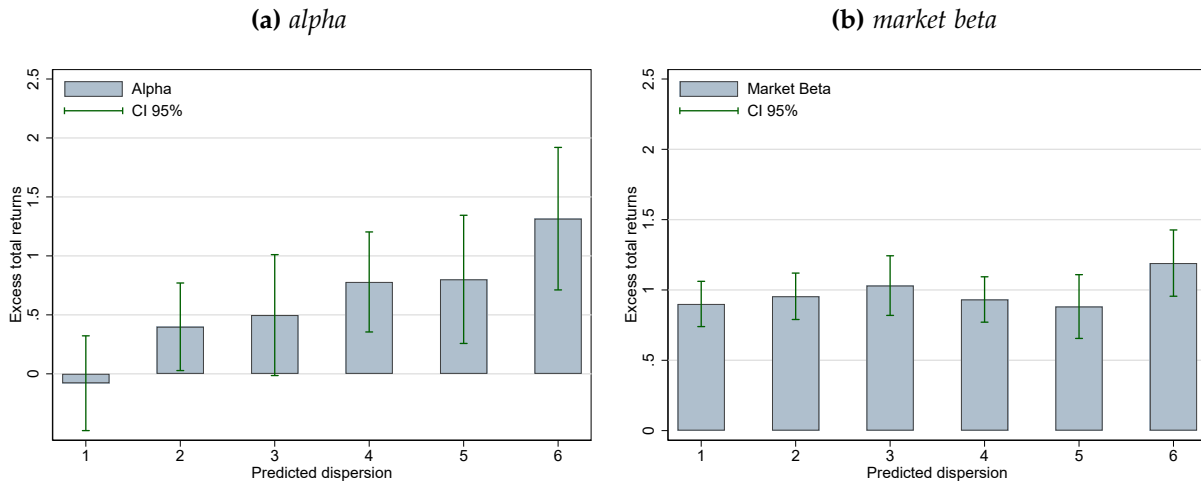 (a) alpha
Excess total returns
2.5
2
1.5
1
.5
0
Alpha
CI 95%
1 2 3 4 5 6
Predicted dispersion
(b) market beta
Excess total returns
2.5
2
1.5
1
.5
0
Market Beta
CI 95%
1 2 3 4 5 6
Predicted dispersion